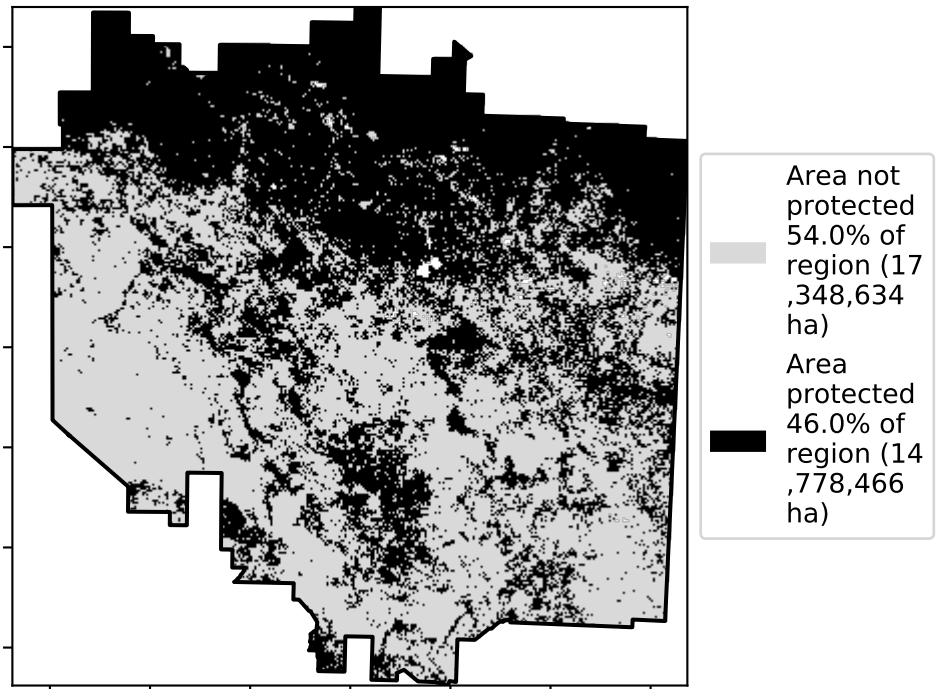 Area not
protected
54.0% of
region (17
,348,634
ha)
Area
protected
46.0% of
region (14
,778,466
ha)